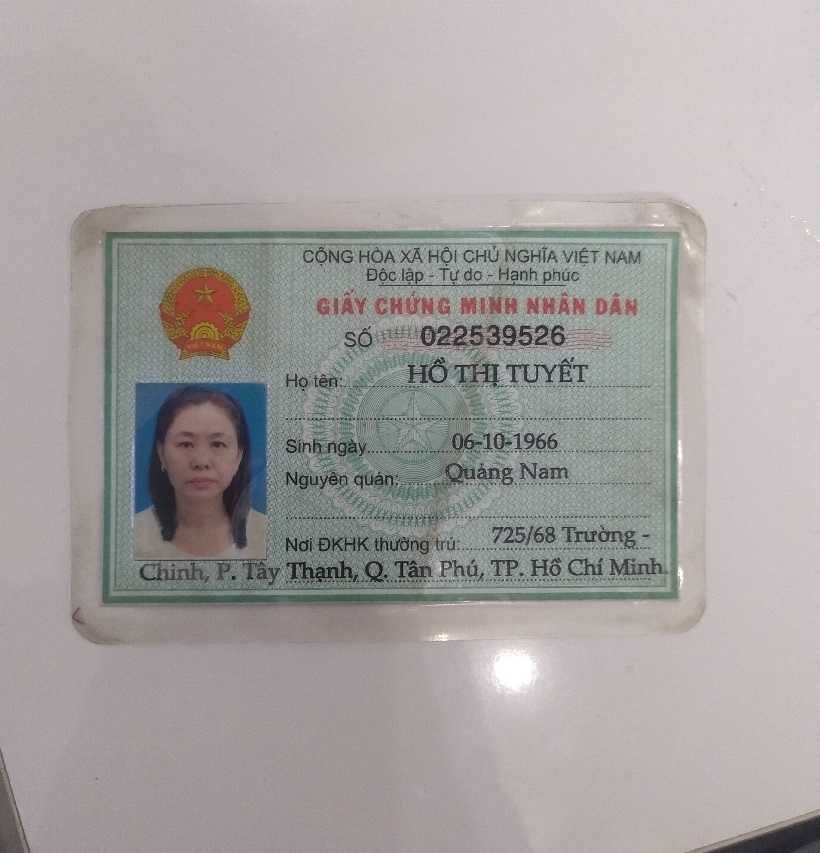 CỘNG HÒA XÃ HỘI CHỦ NGHĨA VIỆT NAM
Độc lập - Tự do - Hạnh phúc
GIẤY CHỨNG MINH NHÂN DÂN
SỐ 022539526
Họ tên: HỒ THỊ TUYẾT
Sinh ngày 06-10-1966
Nguyên quán: Quảng Nam
Nơi ĐKHK thường trú: 725/68 Trường -
Chinh, P. Tây Thạnh, Q. Tân Phú, TP. Hồ Chí Minh.
VIỆT NAM